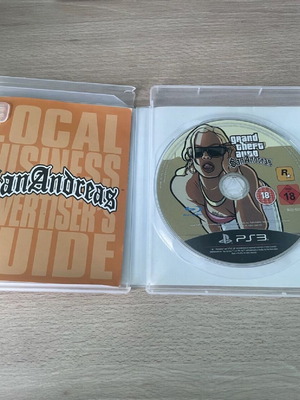 LOCAL
BUSINESS
San Andreas
ADVERTISER'S
GUIDE
grand
theft
auto
San Andreas
18
R
18
PS3